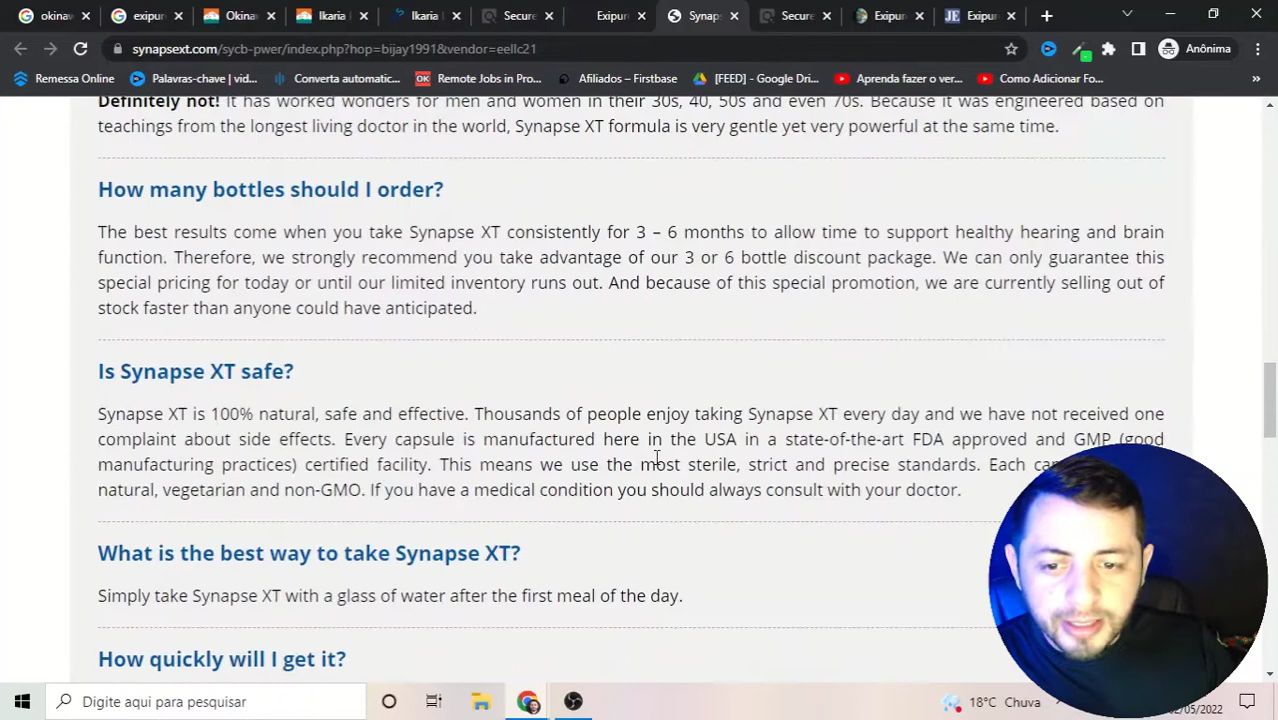 okinaw
exipure
Okinaw
Ikaria l
Ikaria l
Secure
Exipure
Synaps
Secure
Exipure
Exipure
synapsext.com/sycb-pwer/index.php?hop=bijay1991&vendor=eellc21
Anônima
Remessa Online
Palavras-chave | vid...
Converta automatic...
Remote Jobs in Pro...
Afiliados – Firstbase
[FEED] - Google Dri...
Aprenda fazer o ver...
Como Adicionar Fo...
Definitely not! It has worked wonders for men and women in their 30s, 40, 50s and even 70s. Because it was engineered based on
teachings from the longest living doctor in the world, Synapse XT formula is very gentle yet very powerful at the same time.
How many bottles should I order?
The best results come when you take Synapse XT consistently for 3 – 6 months to allow time to support healthy hearing and brain
function. Therefore, we strongly recommend you take advantage of our 3 or 6 bottle discount package. We can only guarantee this
special pricing for today or until our limited inventory runs out. And because of this special promotion, we are currently selling out of
stock faster than anyone could have anticipated.
Is Synapse XT safe?
Synapse XT is 100% natural, safe and effective. Thousands of people enjoy taking Synapse XT every day and we have not received one
complaint about side effects. Every capsule is manufactured here in the USA in a state-of-the-art FDA approved and GMP (good
manufacturing practices) certified facility. This means we use the most sterile, strict and precise standards. Each
natural, vegetarian and non-GMO. If you have a medical condition you should always consult with your doctor.
What is the best way to take Synapse XT?
Simply take Synapse XT with a glass of water after the first meal of the day.
How quickly will I get it?
Digite aqui para pesquisar
18°C Chuva
/05/2022